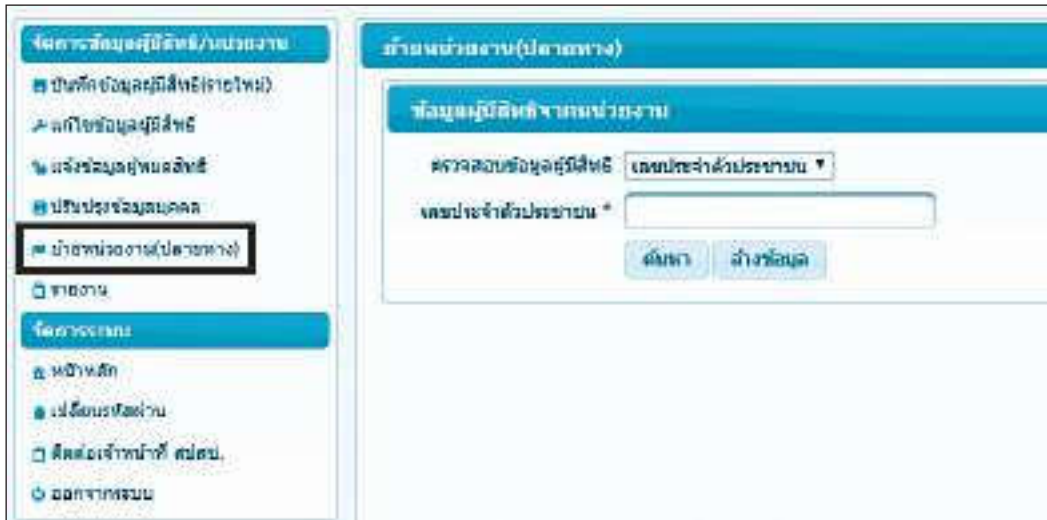 จัดการข้อมูลผู้มีสิทธิ/หน่วยงาน
บันทึกข้อมูลผู้มีสิทธิ(รายใหม่)
แก้ไขข้อมูลผู้มีสิทธิ
แจ้งข้อมูลผู้หมดสิทธิ
ปรับปรุงข้อมูลบุคคล
ย้ายหน่วยงาน(ปลายทาง)
รายงาน
จัดการระบบ
หน้าหลัก
เปลี่ยนรหัสผ่าน
ติดต่อเจ้าหน้าที่ สปสช.
ออกจากระบบ
ย้ายหน่วยงาน(ปลายทาง)
ข้อมูลผู้มีสิทธิจากหน่วยงาน
ตรวจสอบข้อมูลผู้มีสิทธิ เลขประจำตัวประชาชน
เลขประจำตัวประชาชน *
ค้นหา ล้างข้อมูล